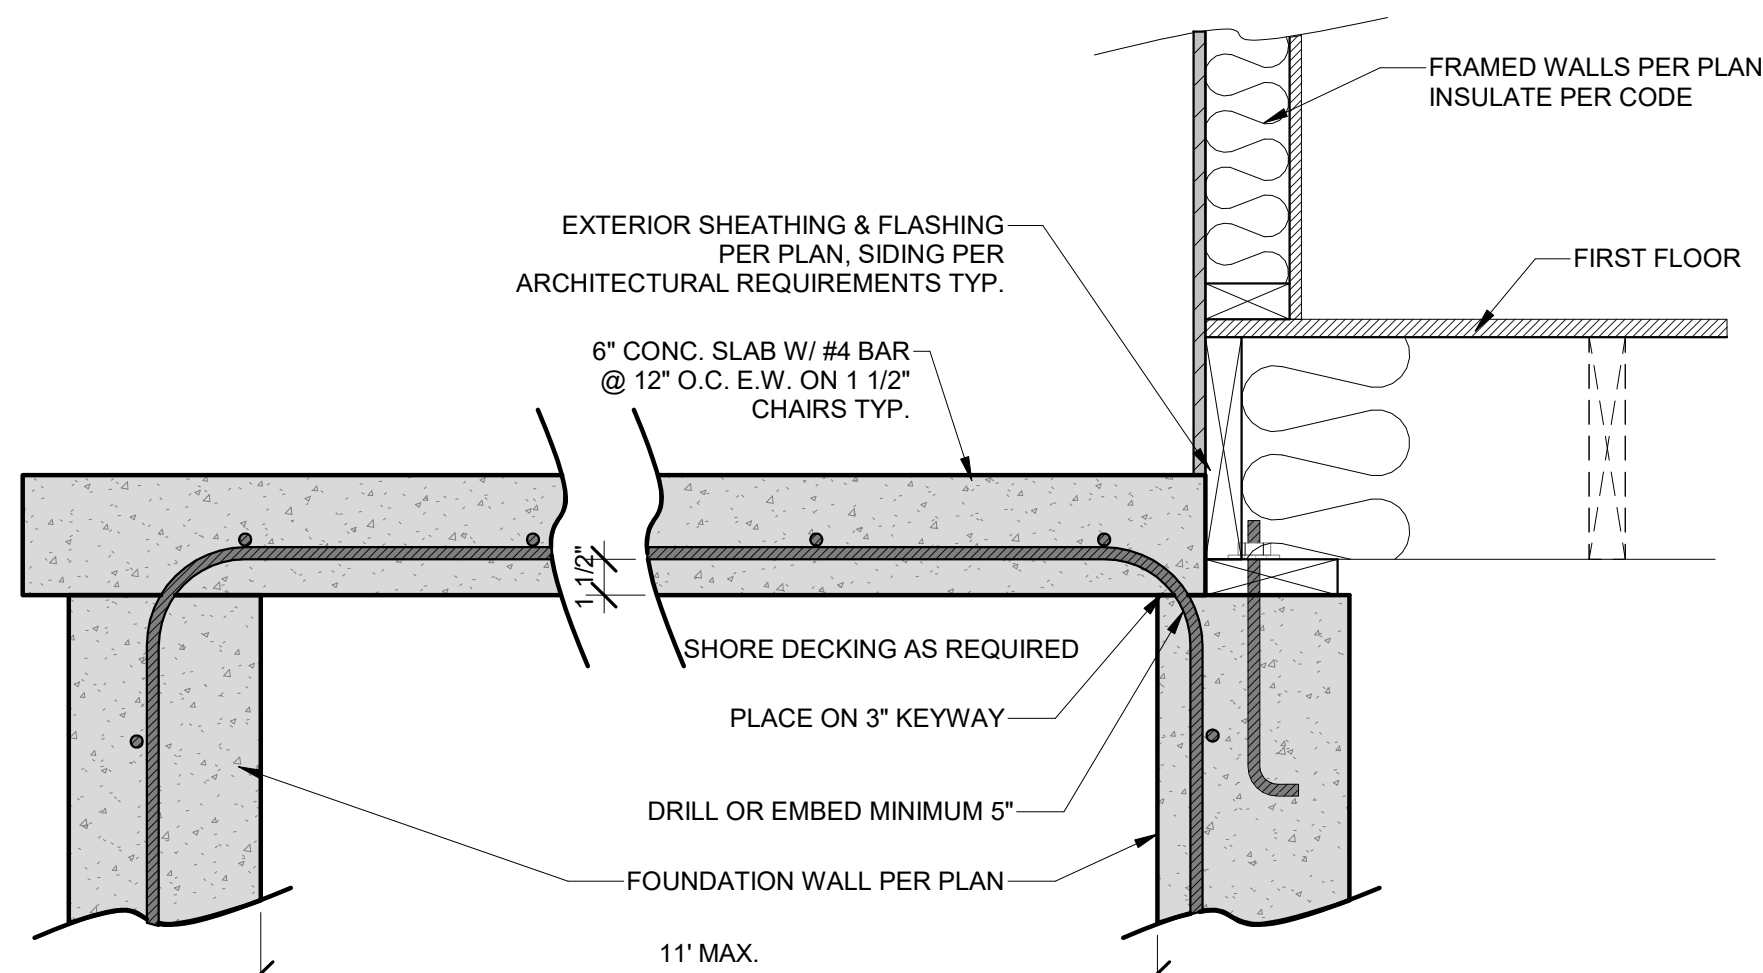 FRAMED WALLS PER PLAN
INSULATE PER CODE
EXTERIOR SHEATHING & FLASHING
PER PLAN, SIDING PER
ARCHITECTURAL REQUIREMENTS TYP.
FIRST FLOOR
6" CONC. SLAB W/ #4 BAR
@ 12" O.C. E.W. ON 1 1/2"
CHAIRS TYP.
1 1/2"
SHORE DECKING AS REQUIRED
PLACE ON 3" KEYWAY
DRILL OR EMBED MINIMUM 5"
FOUNDATION WALL PER PLAN
11' MAX.